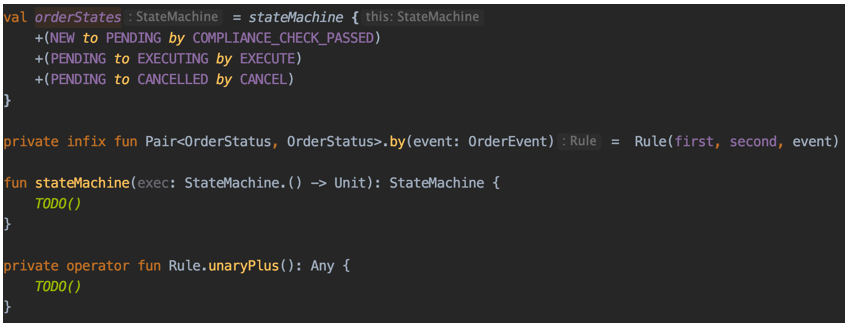 val orderStates : StateMachine = stateMachine { this: StateMachine
    +(NEW to PENDING by COMPLIANCE_CHECK_PASSED)
    +(PENDING to EXECUTING by EXECUTE)
    +(PENDING to CANCELLED by CANCEL)
}
private infix fun Pair<OrderStatus, OrderStatus>.by(event: OrderEvent) : Rule = Rule(first, second, event)
fun stateMachine(exec: StateMachine.() -> Unit): StateMachine {
    TODO()
}
private operator fun Rule.unaryPlus(): Any {
    TODO()
}